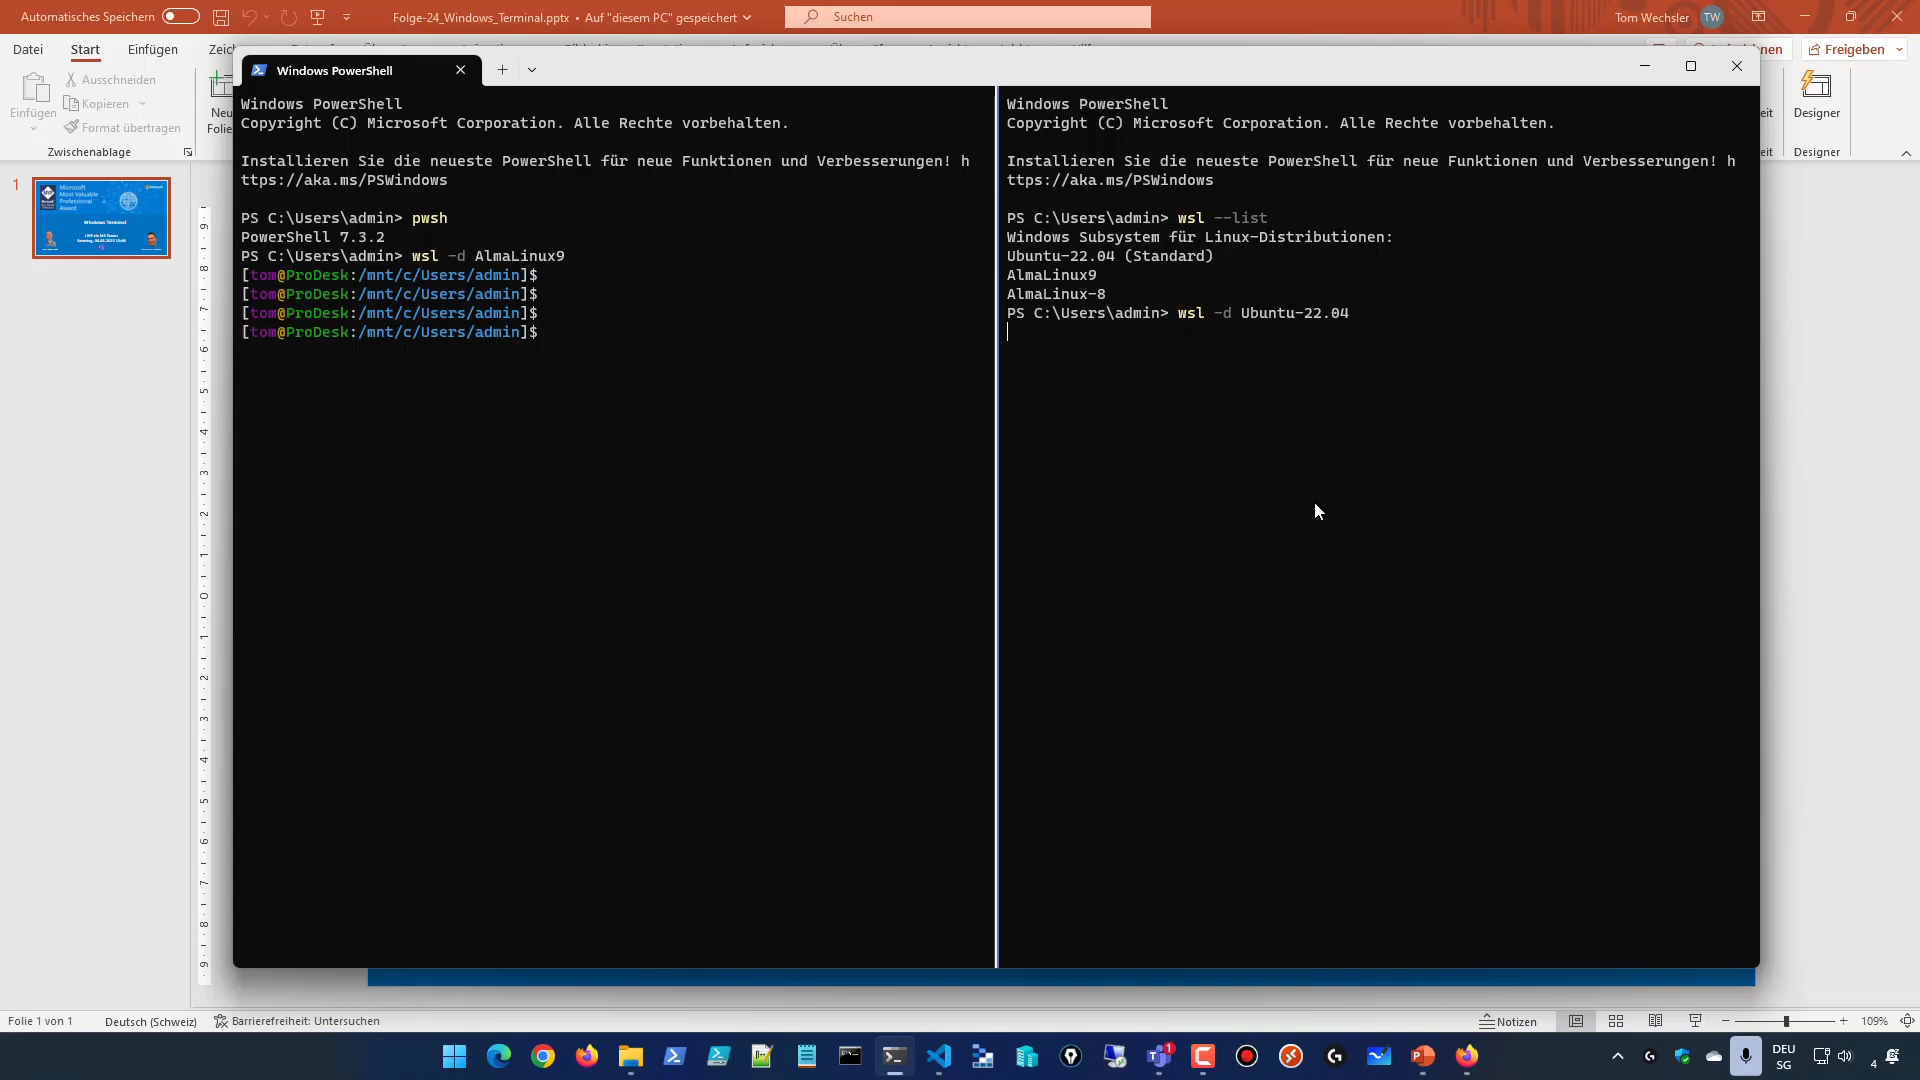 Automatisches Speichern
Folge-24_Windows_Terminal.pptx • Auf "diesem PC" gespeichert
Suchen
Tom Wechsler
TW
Datei
Start
Einfügen
Freigeben
Einfügen
Ausschneiden
Kopieren
Format übertragen
Zwischenablage
Designer
Designer
1
Windows Terminal
Windows PowerShell
Windows PowerShell
Copyright (C) Microsoft Corporation. Alle Rechte vorbehalten.
Installieren Sie die neueste PowerShell für neue Funktionen und Verbesserungen! h
ttps://aka.ms/PSWindows
PS C:\Users\admin> pwsh
PowerShell 7.3.2
PS C:\Users\admin> wsl -d AlmaLinux9
[tom@ProDesk:/mnt/c/Users/admin]$
[tom@ProDesk:/mnt/c/Users/admin]$
[tom@ProDesk:/mnt/c/Users/admin]$
[tom@ProDesk:/mnt/c/Users/admin]$
Windows PowerShell
Copyright (C) Microsoft Corporation. Alle Rechte vorbehalten.
Installieren Sie die neueste PowerShell für neue Funktionen und Verbesserungen! h
ttps://aka.ms/PSWindows
PS C:\Users\admin> wsl --list
Windows Subsystem für Linux-Distributionen:
Ubuntu-22.04 (Standard)
AlmaLinux9
AlmaLinux-8
PS C:\Users\admin> wsl -d Ubuntu-22.04
Folie 1 von 1
Deutsch (Schweiz)
Barrierefreiheit: Untersuchen
Notizen
109%
1
DEU
SG
4